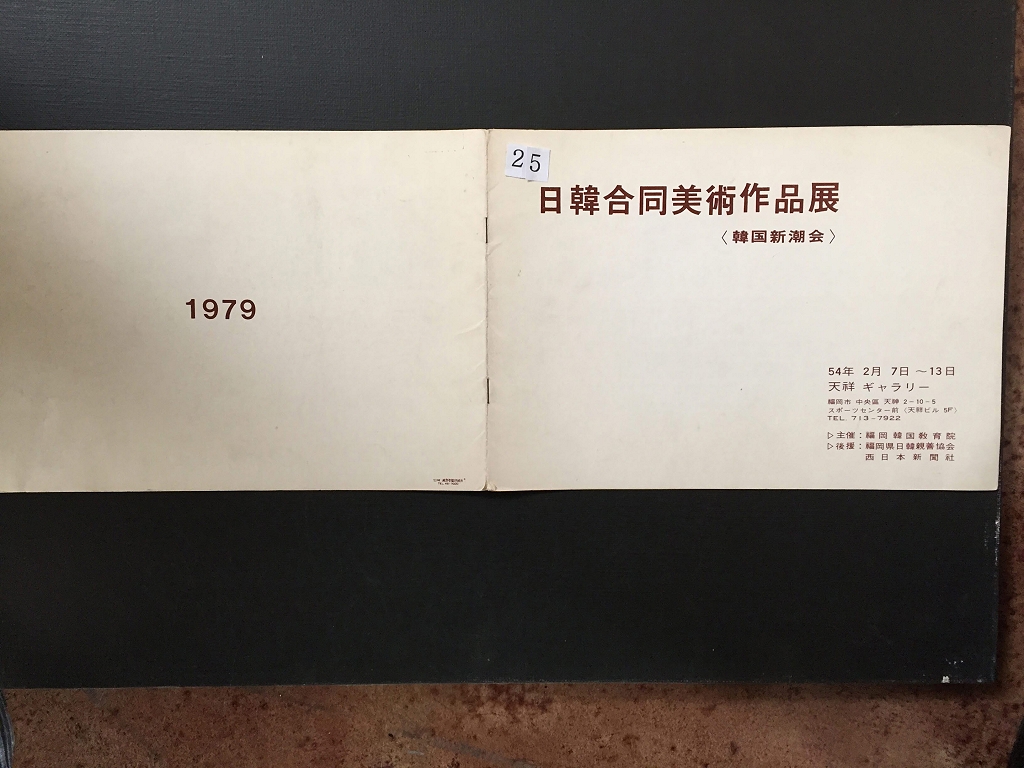 1979
25
日韓合同美術作品展
〈韓国新潮会〉
54年 2月 7日 〜13日
天祥 ギャラリー
福岡市 中央區 天神 2-10-5
スポーツセンター前 (天祥ビル 5F)
TEL. 713-7922
▷主催：福岡韓国教育院
▷後援：福岡県日韓親善協会
西日本新聞社